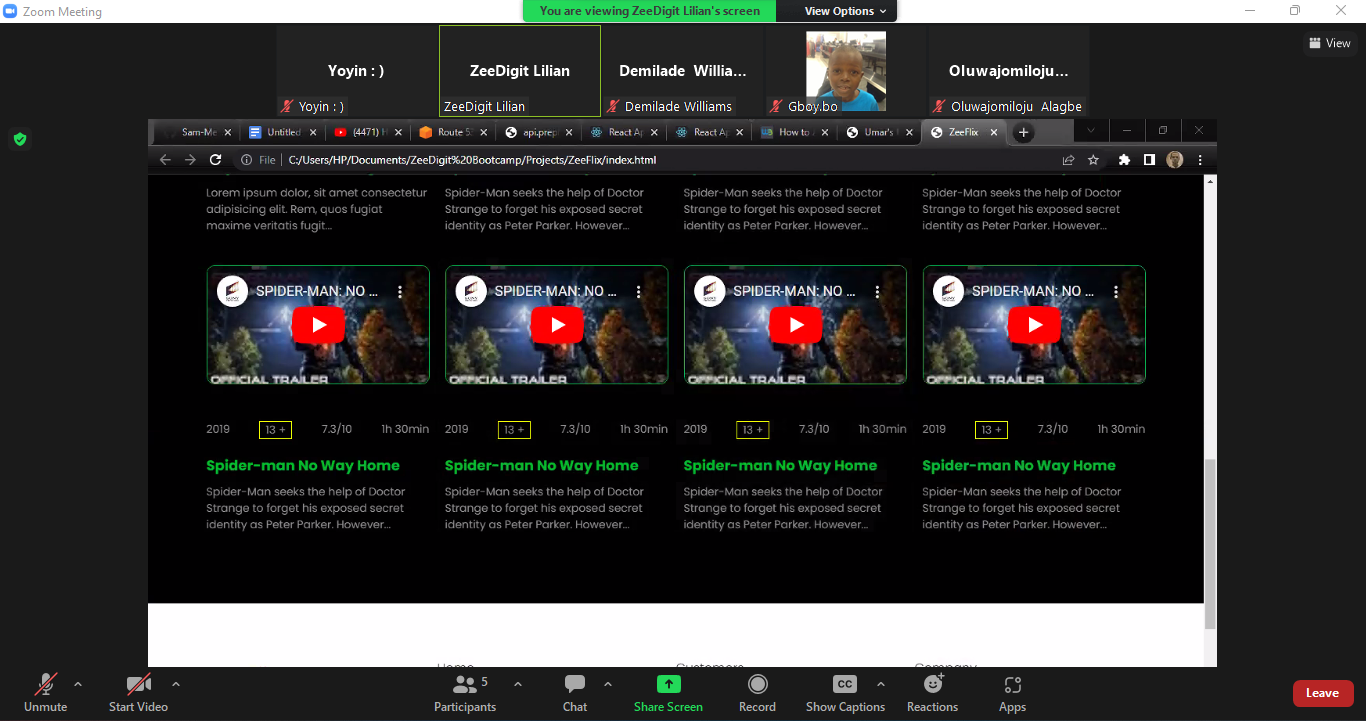 Zoom Meeting
You are viewing ZeeDigit Lilian's screen
View Options
View
Yoyin : )
ZeeDigit Lilian
Demilade Willia...
Oluwajomiloju...
Yoyin : )
ZeeDigit Lilian
Demilade Williams
Gboy.bo
Oluwajomiloju Alagbe
Sam-Me
Untitled
(4471) H
Route 5
api.prep
React Ap
React Ap
How to
Umar's
ZeeFlix
File
C:/Users/HP/Documents/ZeeDigit%20Bootcamp/Projects/ZeeFlix/index.html
Lorem ipsum dolor, sit amet consectetur
adipisicing elit. Rem, quos fugiat
maxime veritatis fugit...
Spider-Man seeks the help of Doctor
Strange to forget his exposed secret
identity as Peter Parker. However...
Spider-Man seeks the help of Doctor
Strange to forget his exposed secret
identity as Peter Parker. However...
Spider-Man seeks the help of Doctor
Strange to forget his exposed secret
identity as Peter Parker. However...
SPIDER-MAN: NO ...
OFFICIAL TRAILER
SPIDER-MAN: NO ...
OFFICIAL TRAILER
SPIDER-MAN: NO ...
OFFICIAL TRAILER
SPIDER-MAN: NO ...
OFFICIAL TRAILER
2019 13 + 7.3/10 1h 30min
Spider-man No Way Home
Spider-Man seeks the help of Doctor
Strange to forget his exposed secret
identity as Peter Parker. However...
2019 13 + 7.3/10 1h 30min
Spider-man No Way Home
Spider-Man seeks the help of Doctor
Strange to forget his exposed secret
identity as Peter Parker. However...
2019 13 + 7.3/10 1h 30min
Spider-man No Way Home
Spider-Man seeks the help of Doctor
Strange to forget his exposed secret
identity as Peter Parker. However...
2019 13 + 7.3/10 1h 30min
Spider-man No Way Home
Spider-Man seeks the help of Doctor
Strange to forget his exposed secret
identity as Peter Parker. However...
Home
Customers
Company
Unmute
Start Video
5
Participants
Chat
Share Screen
Record
CC
Show Captions
Reactions
Apps
Leave